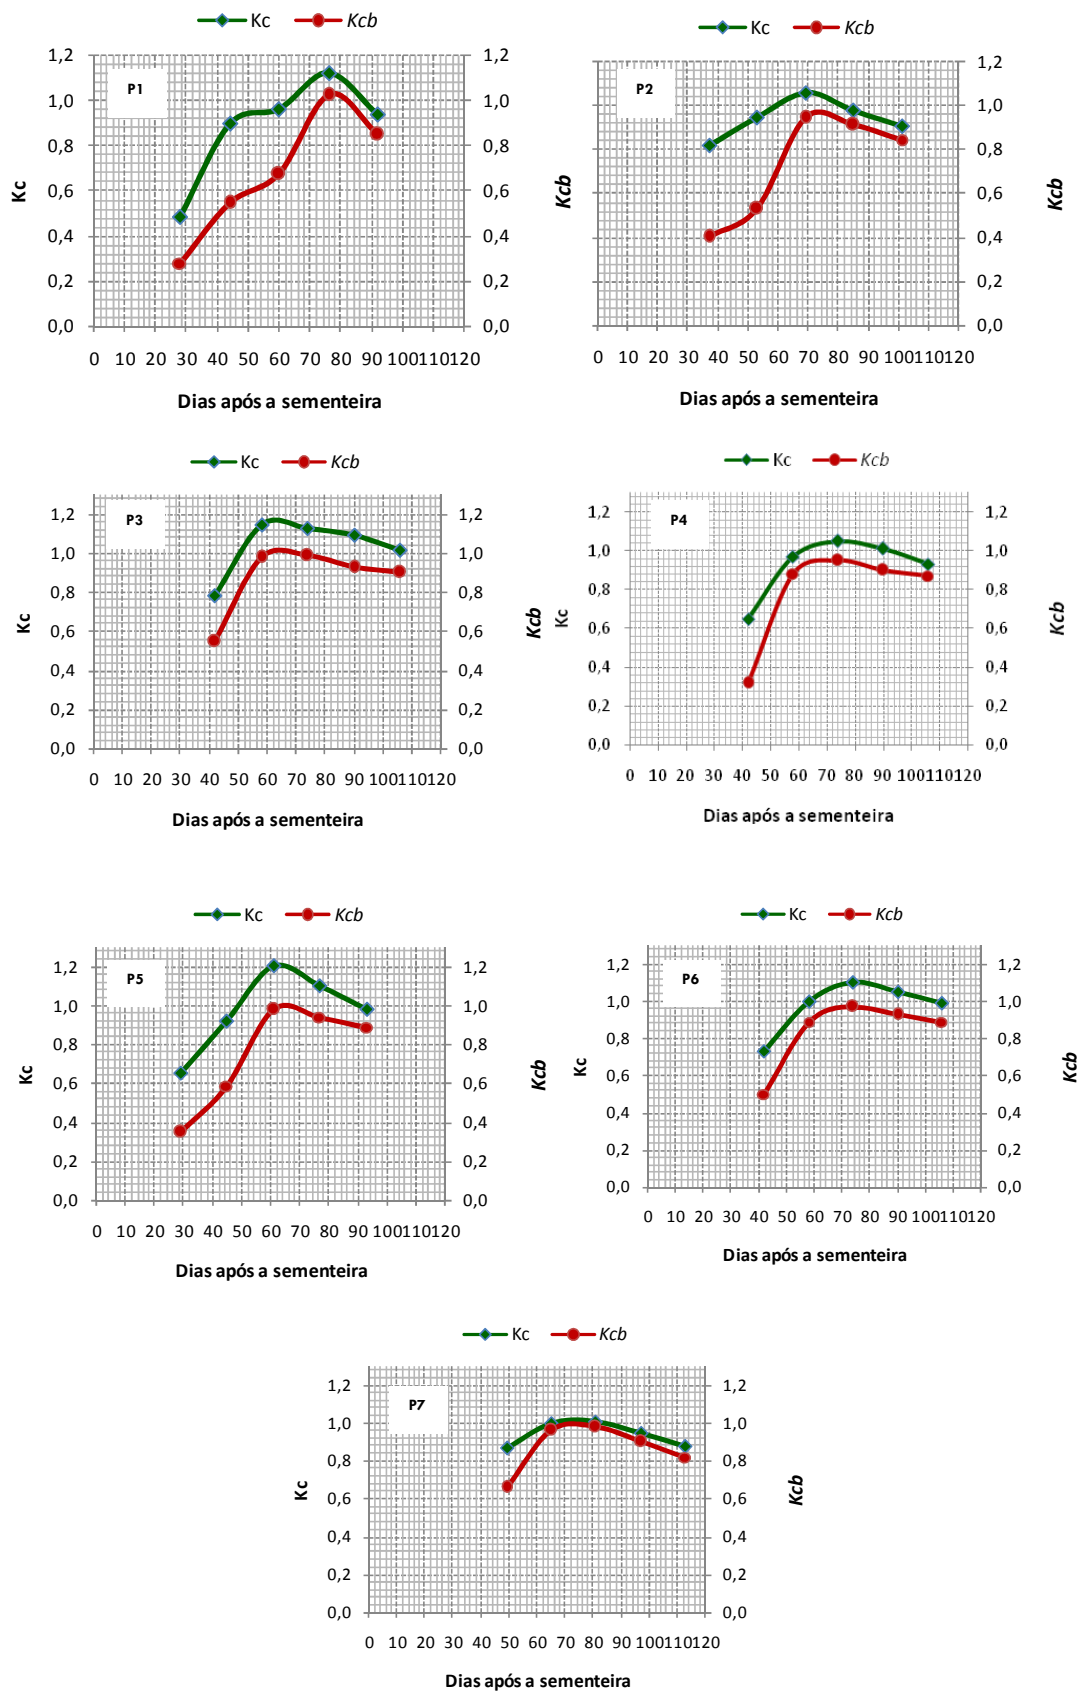 Kc Kcb
1,2 1,2
P1
1,0 1,0
0,8 0,8
0,6 0,6
Kc Kcb
0,4 0,4
0,2 0,2
0,0 0,0
0 10 20 30 40 50 60 70 80 90 100110120
Dias após a sementeira
Kc Kcb
1,2
P2
1,0
0,8
0,6
Kcb
0,4
0,2
0,0
0 10 20 30 40 50 60 70 80 90 100110120
Dias após a sementeira
Kc Kcb
1,2 1,2
P3
1,0 1,0
0,8 0,8
0,6 0,6
Kc Kcb
0,4 0,4
0,2 0,2
0,0 0,0
0 10 20 30 40 50 60 70 80 90 100110120
Dias após a sementeira
Kc Kcb
1,2 1,2
P4
1,0 1,0
0,8 0,8
0,6 0,6
Kc Kcb
0,4 0,4
0,2 0,2
0,0 0,0
0 10 20 30 40 50 60 70 80 90 100110120
Dias após a sementeira
Kc Kcb
1,2 1,2
P5
1,0 1,0
0,8 0,8
0,6 0,6
Kc Kcb
0,4 0,4
0,2 0,2
0,0 0,0
0 10 20 30 40 50 60 70 80 90 100110120
Dias após a sementeira
Kc Kcb
1,2 1,2
P6
1,0 1,0
0,8 0,8
0,6 0,6
Kc Kcb
0,4 0,4
0,2 0,2
0,0 0,0
0 10 20 30 40 50 60 70 80 90 100110120
Dias após a sementeira
Kc Kcb
1,2 1,2
P7
1,0 1,0
0,8 0,8
0,6 0,6
Kc Kcb
0,4 0,4
0,2 0,2
0,0 0,0
0 10 20 30 40 50 60 70 80 90 100110120
Dias após a sementeira